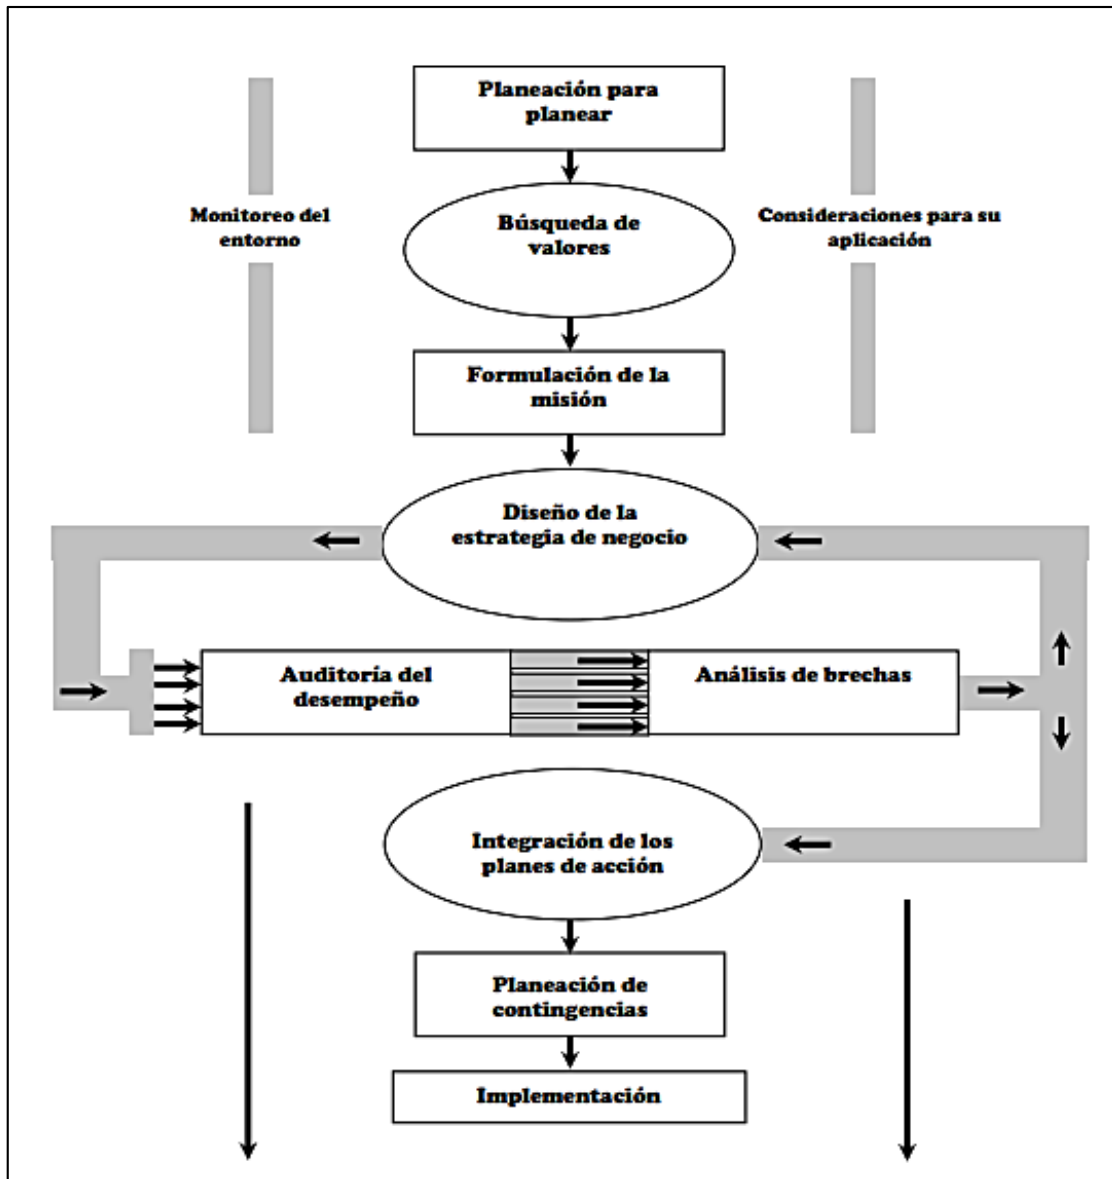 Planeación para
planear
Monitoreo del
entorno
Búsqueda de
valores
Consideraciones para su
aplicación
Formulación de la
misión
Diseño de la
estrategia de negocio
Auditoría del
desempeño
Análisis de brechas
Integración de los
planes de acción
Planeación de
contingencias
Implementación